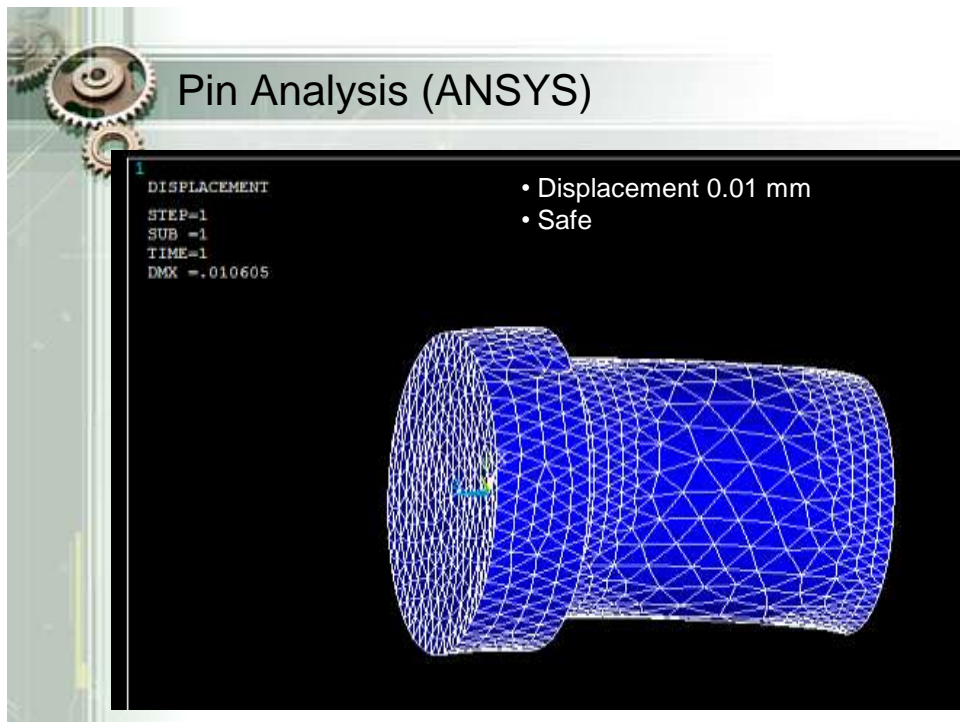 Pin Analysis (ANSYS)
1
DISPLACEMENT
STEP=1
SUB =1
TIME=1
DMX =.010605
• Displacement 0.01 mm
• Safe